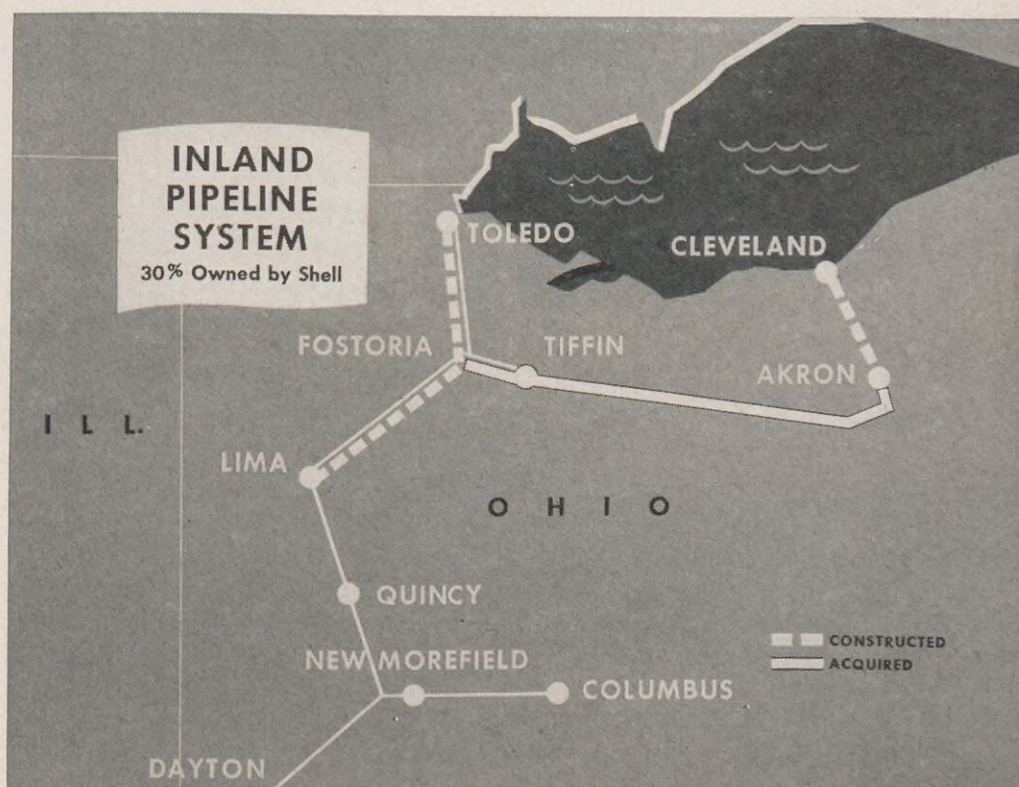 INLAND
PIPELINE
SYSTEM
30% Owned by Shell
TOLEDO
CLEVELAND
FOSTORIA
TIFFIN
AKRON
I L L.
LIMA
O H I O
QUINCY
CONSTRUCTED
ACQUIRED
NEW MOREFIELD
COLUMBUS
DAYTON